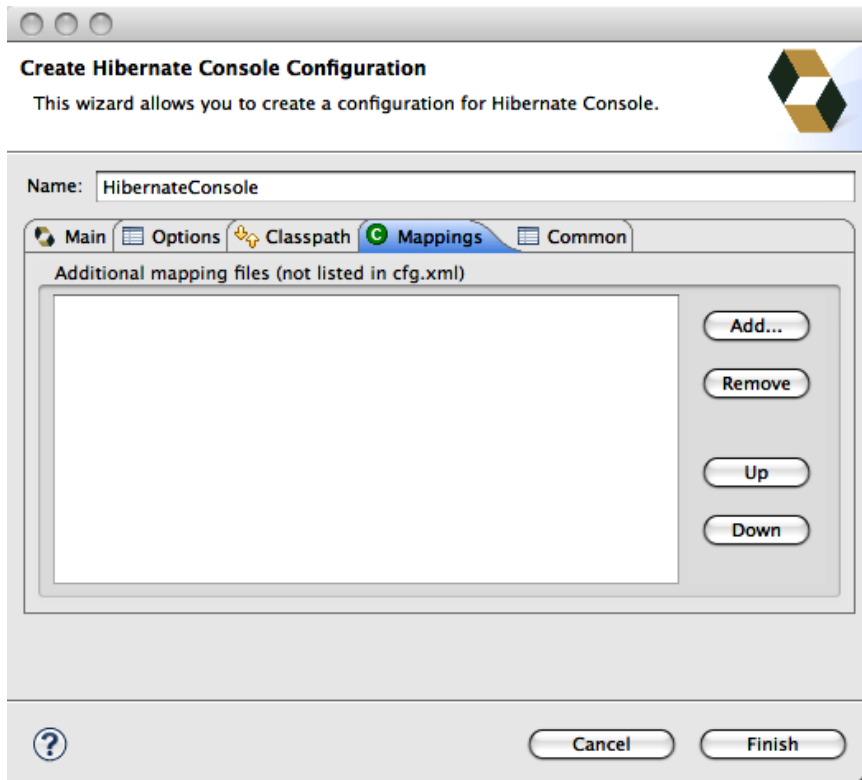 Create Hibernate Console Configuration
This wizard allows you to create a configuration for Hibernate Console.
Name: HibernateConsole
Main Options Classpath C Mappings Common
Additional mapping files (not listed in cfg.xml)
Add...
Remove
Up
Down
? Cancel Finish